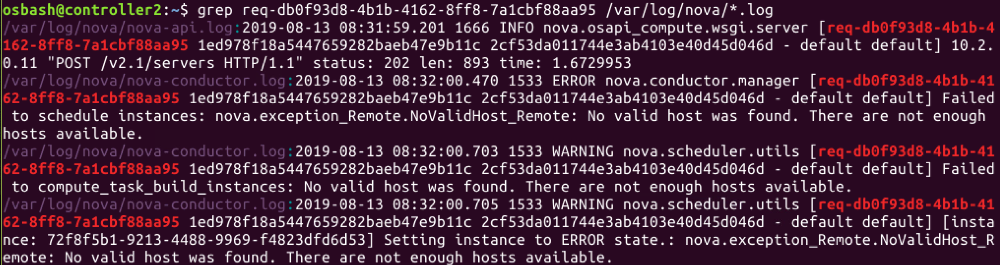 osbash@controller2:~$ grep req-db0f93d8-4b1b-4162-8ff8-7a1cbf88aa95 /var/log/nova/*.log
/var/log/nova/nova-api.log:2019-08-13 08:31:59.201 1666 INFO nova.osapi_compute.wsgi.server [req-db0f93d8-4b1b-4
162-8ff8-7a1cbf88aa95 1ed978f18a5447659282baeb47e9b11c 2cf53da011744e3ab4103e40d45d046d - default default] 10.2.
0.11 "POST /v2.1/servers HTTP/1.1" status: 202 len: 893 time: 1.6729953
/var/log/nova/nova-conductor.log:2019-08-13 08:32:00.470 1533 ERROR nova.conductor.manager [req-db0f93d8-4b1b-41
62-8ff8-7a1cbf88aa95 1ed978f18a5447659282baeb47e9b11c 2cf53da011744e3ab4103e40d45d046d - default default] Failed
 to schedule instances: nova.exception_Remote.NoValidHost_Remote: No valid host was found. There are not enough
hosts available.
/var/log/nova/nova-conductor.log:2019-08-13 08:32:00.703 1533 WARNING nova.scheduler.utils [req-db0f93d8-4b1b-41
62-8ff8-7a1cbf88aa95 1ed978f18a5447659282baeb47e9b11c 2cf53da011744e3ab4103e40d45d046d - default default] Failed
 to compute_task_build_instances: No valid host was found. There are not enough hosts available.
/var/log/nova/nova-conductor.log:2019-08-13 08:32:00.705 1533 WARNING nova.scheduler.utils [req-db0f93d8-4b1b-41
62-8ff8-7a1cbf88aa95 1ed978f18a5447659282baeb47e9b11c 2cf53da011744e3ab4103e40d45d046d - default default] [insta
nce: 72f8f5b1-9213-4488-9969-f4823dfd6d53] Setting instance to ERROR state.: nova.exception_Remote.NoValidHost_R
emote: No valid host was found. There are not enough hosts available.